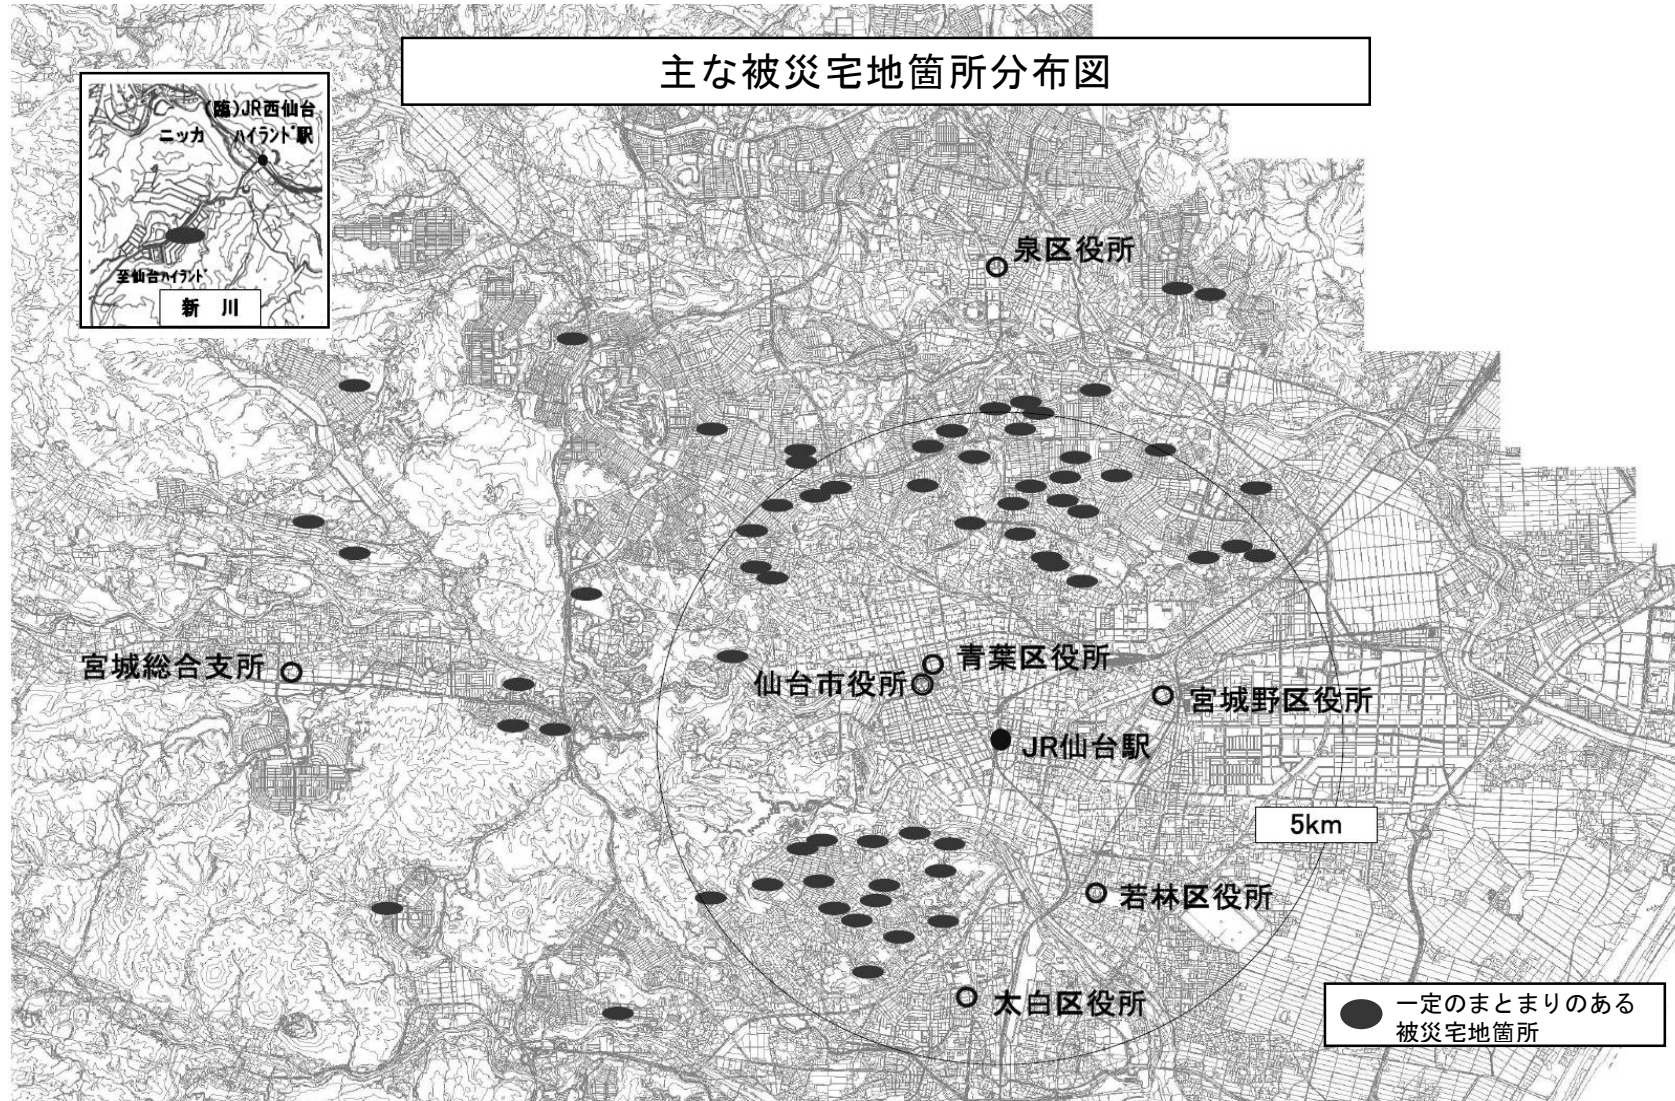 主な被災宅地箇所分布図
(臨)JR西仙台
ニッカ ハイランド駅
至仙台ハイランド
新 川
泉区役所
宮城総合支所
青葉区役所
仙台市役所
宮城野区役所
JR仙台駅
5km
若林区役所
太白区役所
一定のまとまりのある
被災宅地箇所